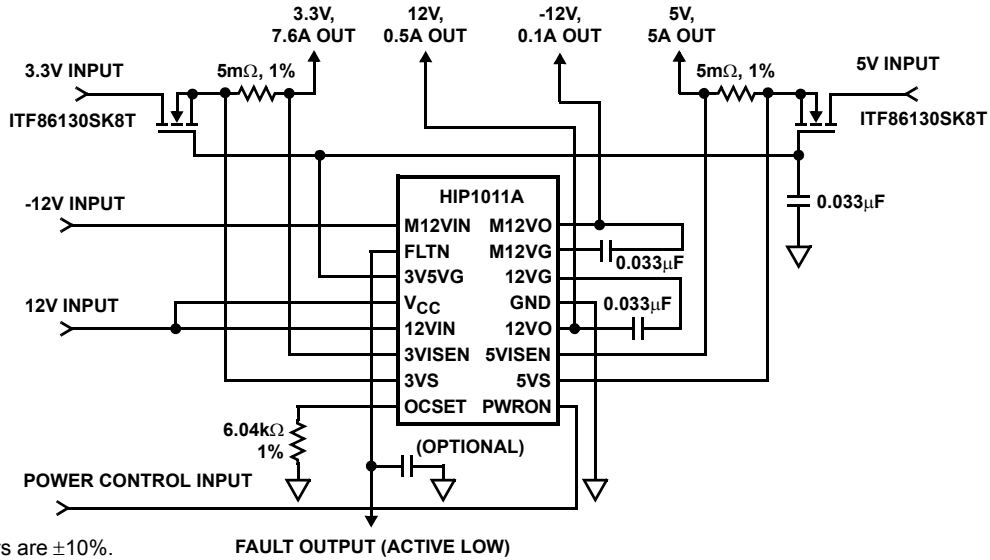 3.3V,
7.6A OUT
12V,
0.5A OUT
-12V,
0.1A OUT
5V,
5A OUT
3.3V INPUT
5mΩ, 1%
5mΩ, 1%
5V INPUT
ITF86130SK8T
ITF86130SK8T
HIP1011A
-12V INPUT
M12VIN
M12VO
0.033μF
FLTN
M12VG
0.033μF
3V5VG
12VG
12V INPUT
VCC
GND
0.033μF
12VIN
12VO
3VISEN
5VISEN
3VS
5VS
OCSET
PWRON
6.04kΩ
1%
(OPTIONAL)
POWER CONTROL INPUT
rs are ±10%.
FAULT OUTPUT (ACTIVE LOW)